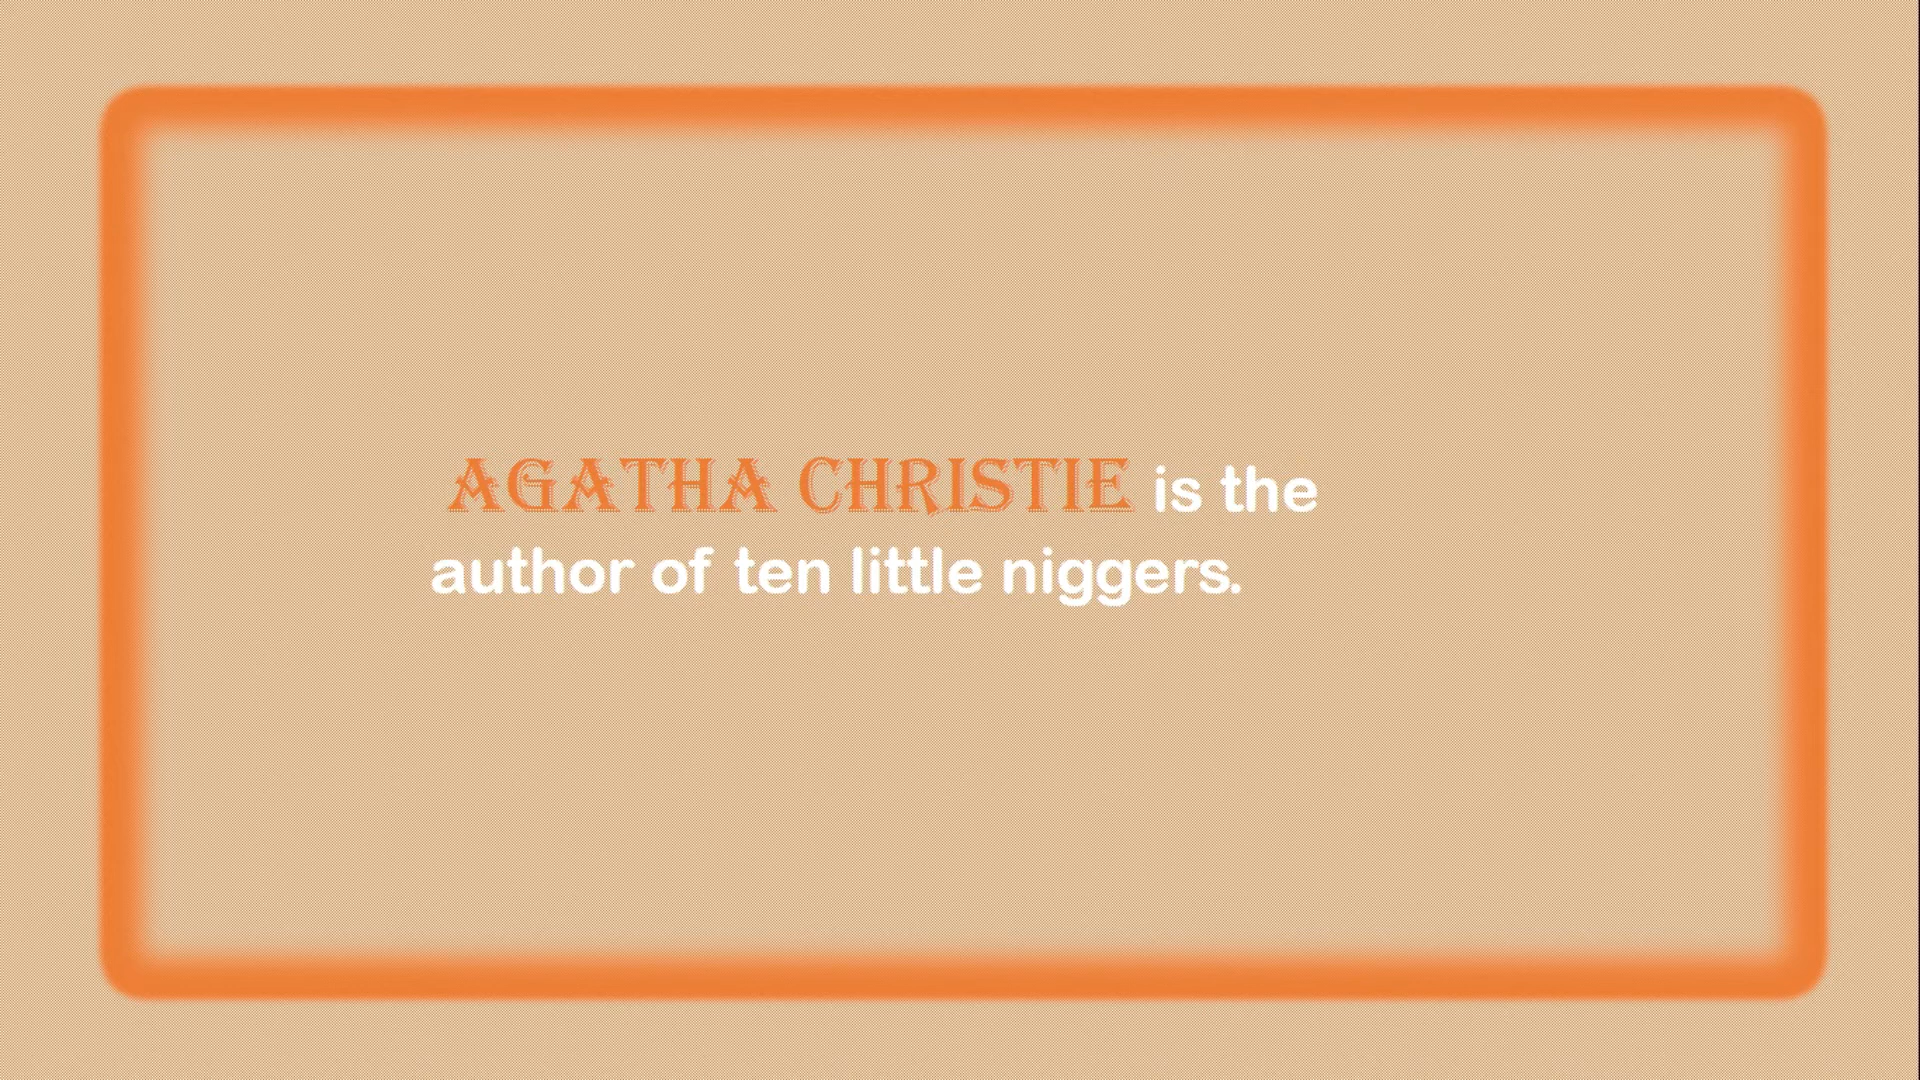 AGATHA CHRISTIE is the
author of ten little niggers.